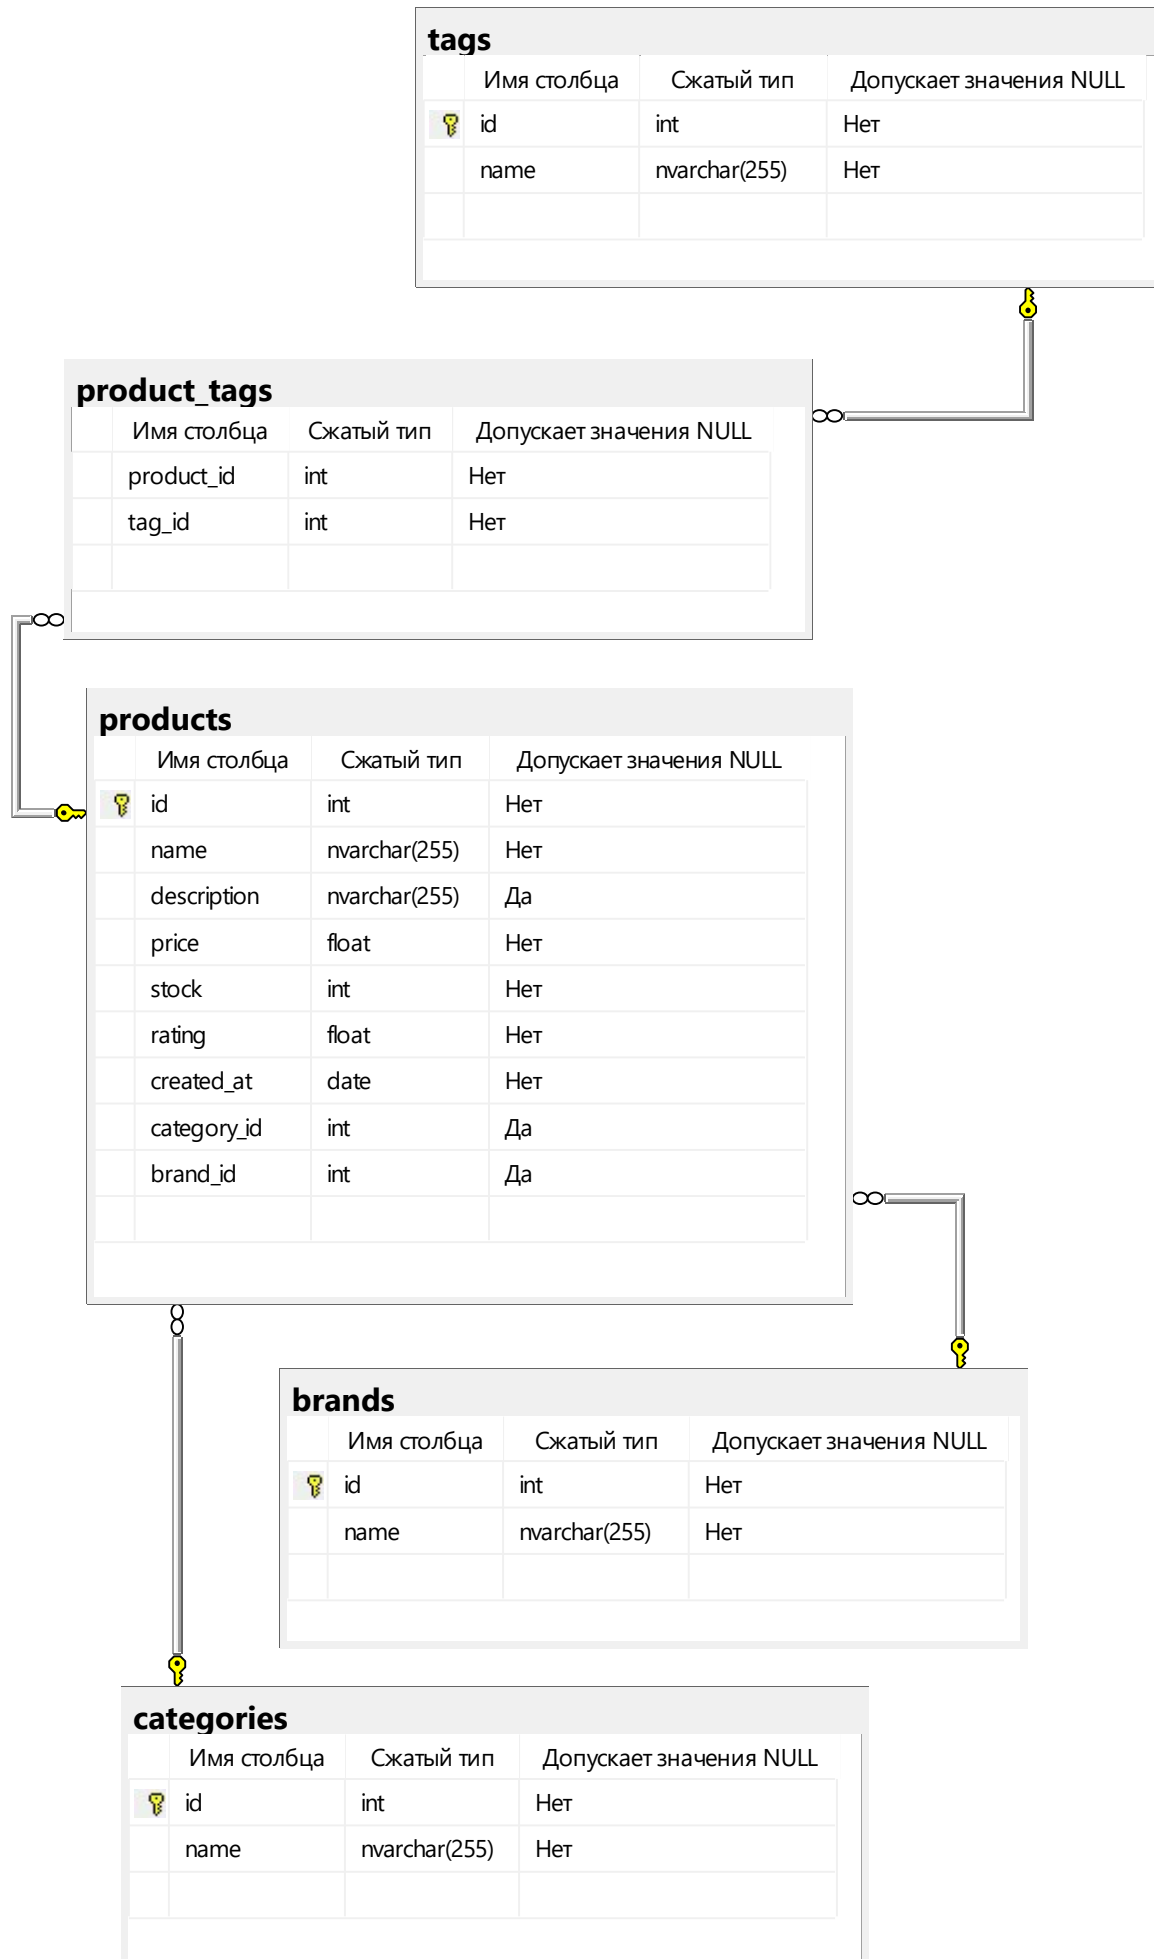 tags
Имя столбца Сжатый тип Допускает значения NULL
id int Нет
name nvarchar(255) Нет
product_tags
Имя столбца Сжатый тип Допускает значения NULL
product_id int Нет
tag_id int Нет
products
Имя столбца Сжатый тип Допускает значения NULL
id int Нет
name nvarchar(255) Нет
description nvarchar(255) Да
price float Нет
stock int Нет
rating float Нет
created_at date Нет
category_id int Да
brand_id int Да
brands
Имя столбца Сжатый тип Допускает значения NULL
id int Нет
name nvarchar(255) Нет
categories
Имя столбца Сжатый тип Допускает значения NULL
id int Нет
name nvarchar(255) Нет